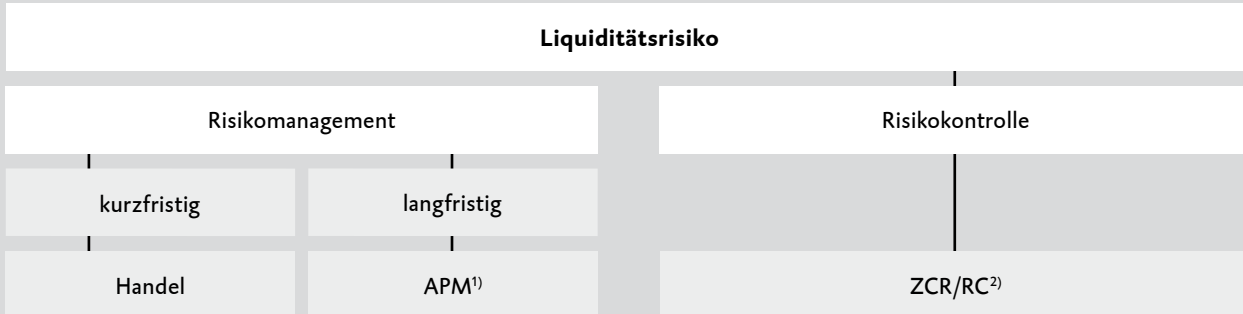 Liquiditätsrisiko
Risikomanagement
Risikokontrolle
kurzfristig
langfristig
Handel
APM¹⁾
ZCR/RC²⁾